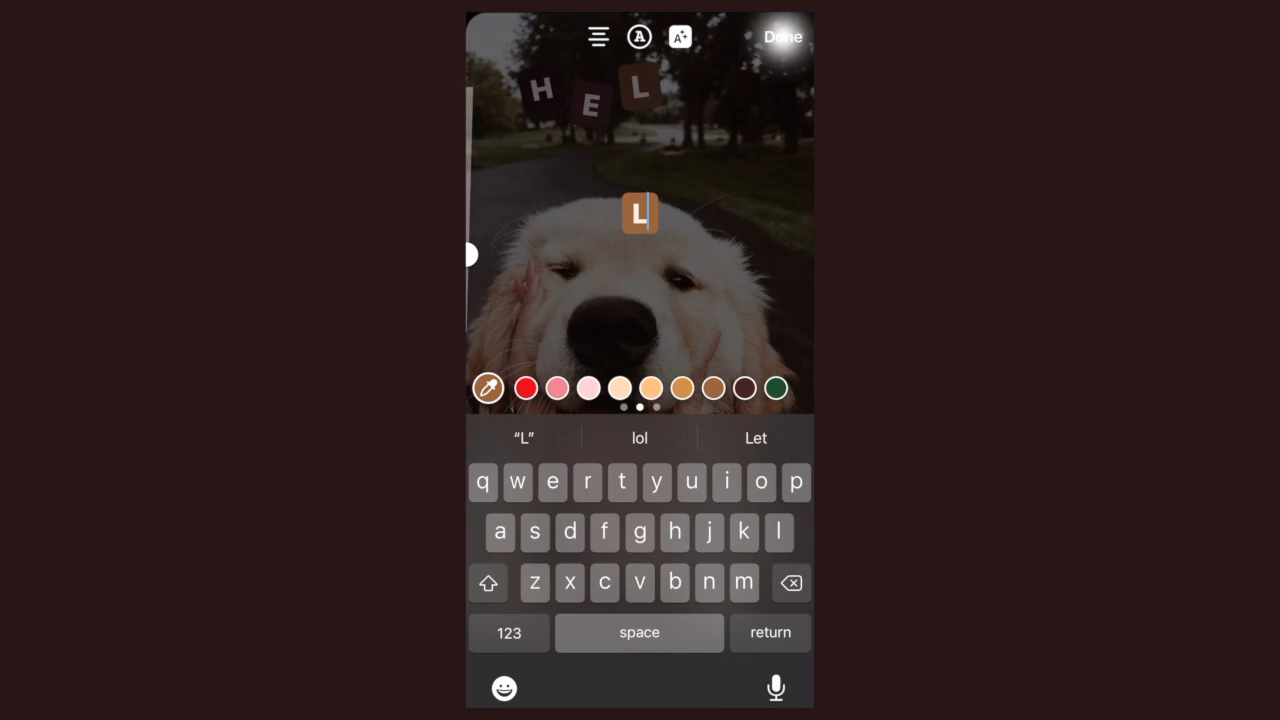 A A Done
H E L
L
“L” lol Let
q w e r t y u i o p
a s d f g h j k l
z x c v b n m
123 space return